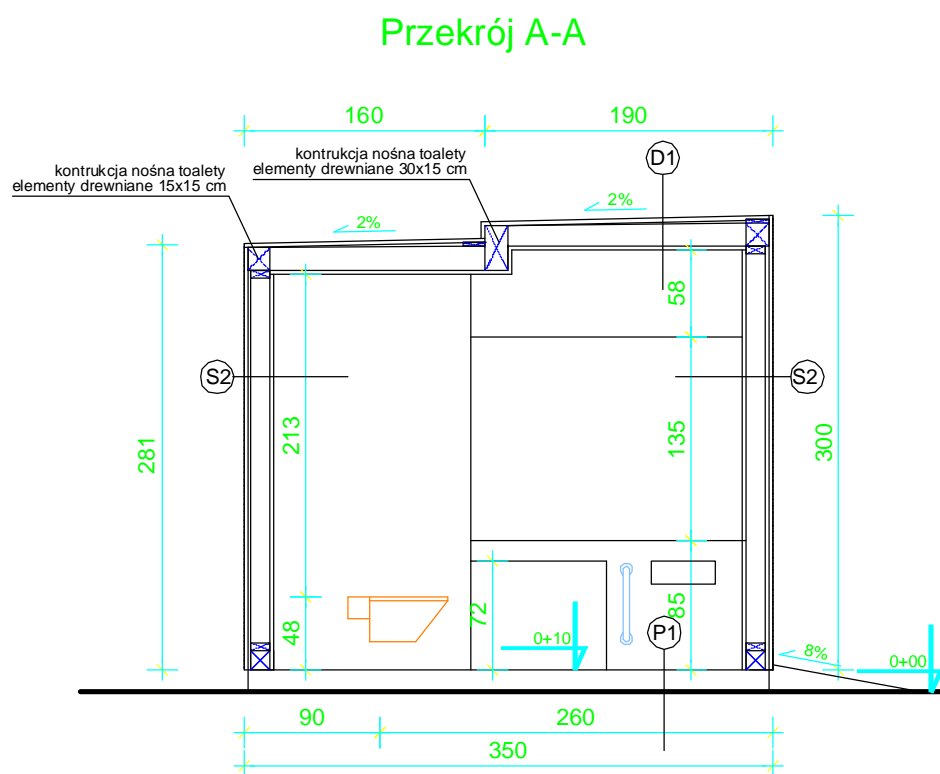 Przekrój A-A
160
190
kontrukcja nośna toalety
elementy drewniane 15x15 cm
kontrukcja nośna toalety
elementy drewniane 30x15 cm
D1
2%
2%
58
S2
S2
213
135
281
300
48
72
85
0+10
P1
8%
0+00
90
260
350